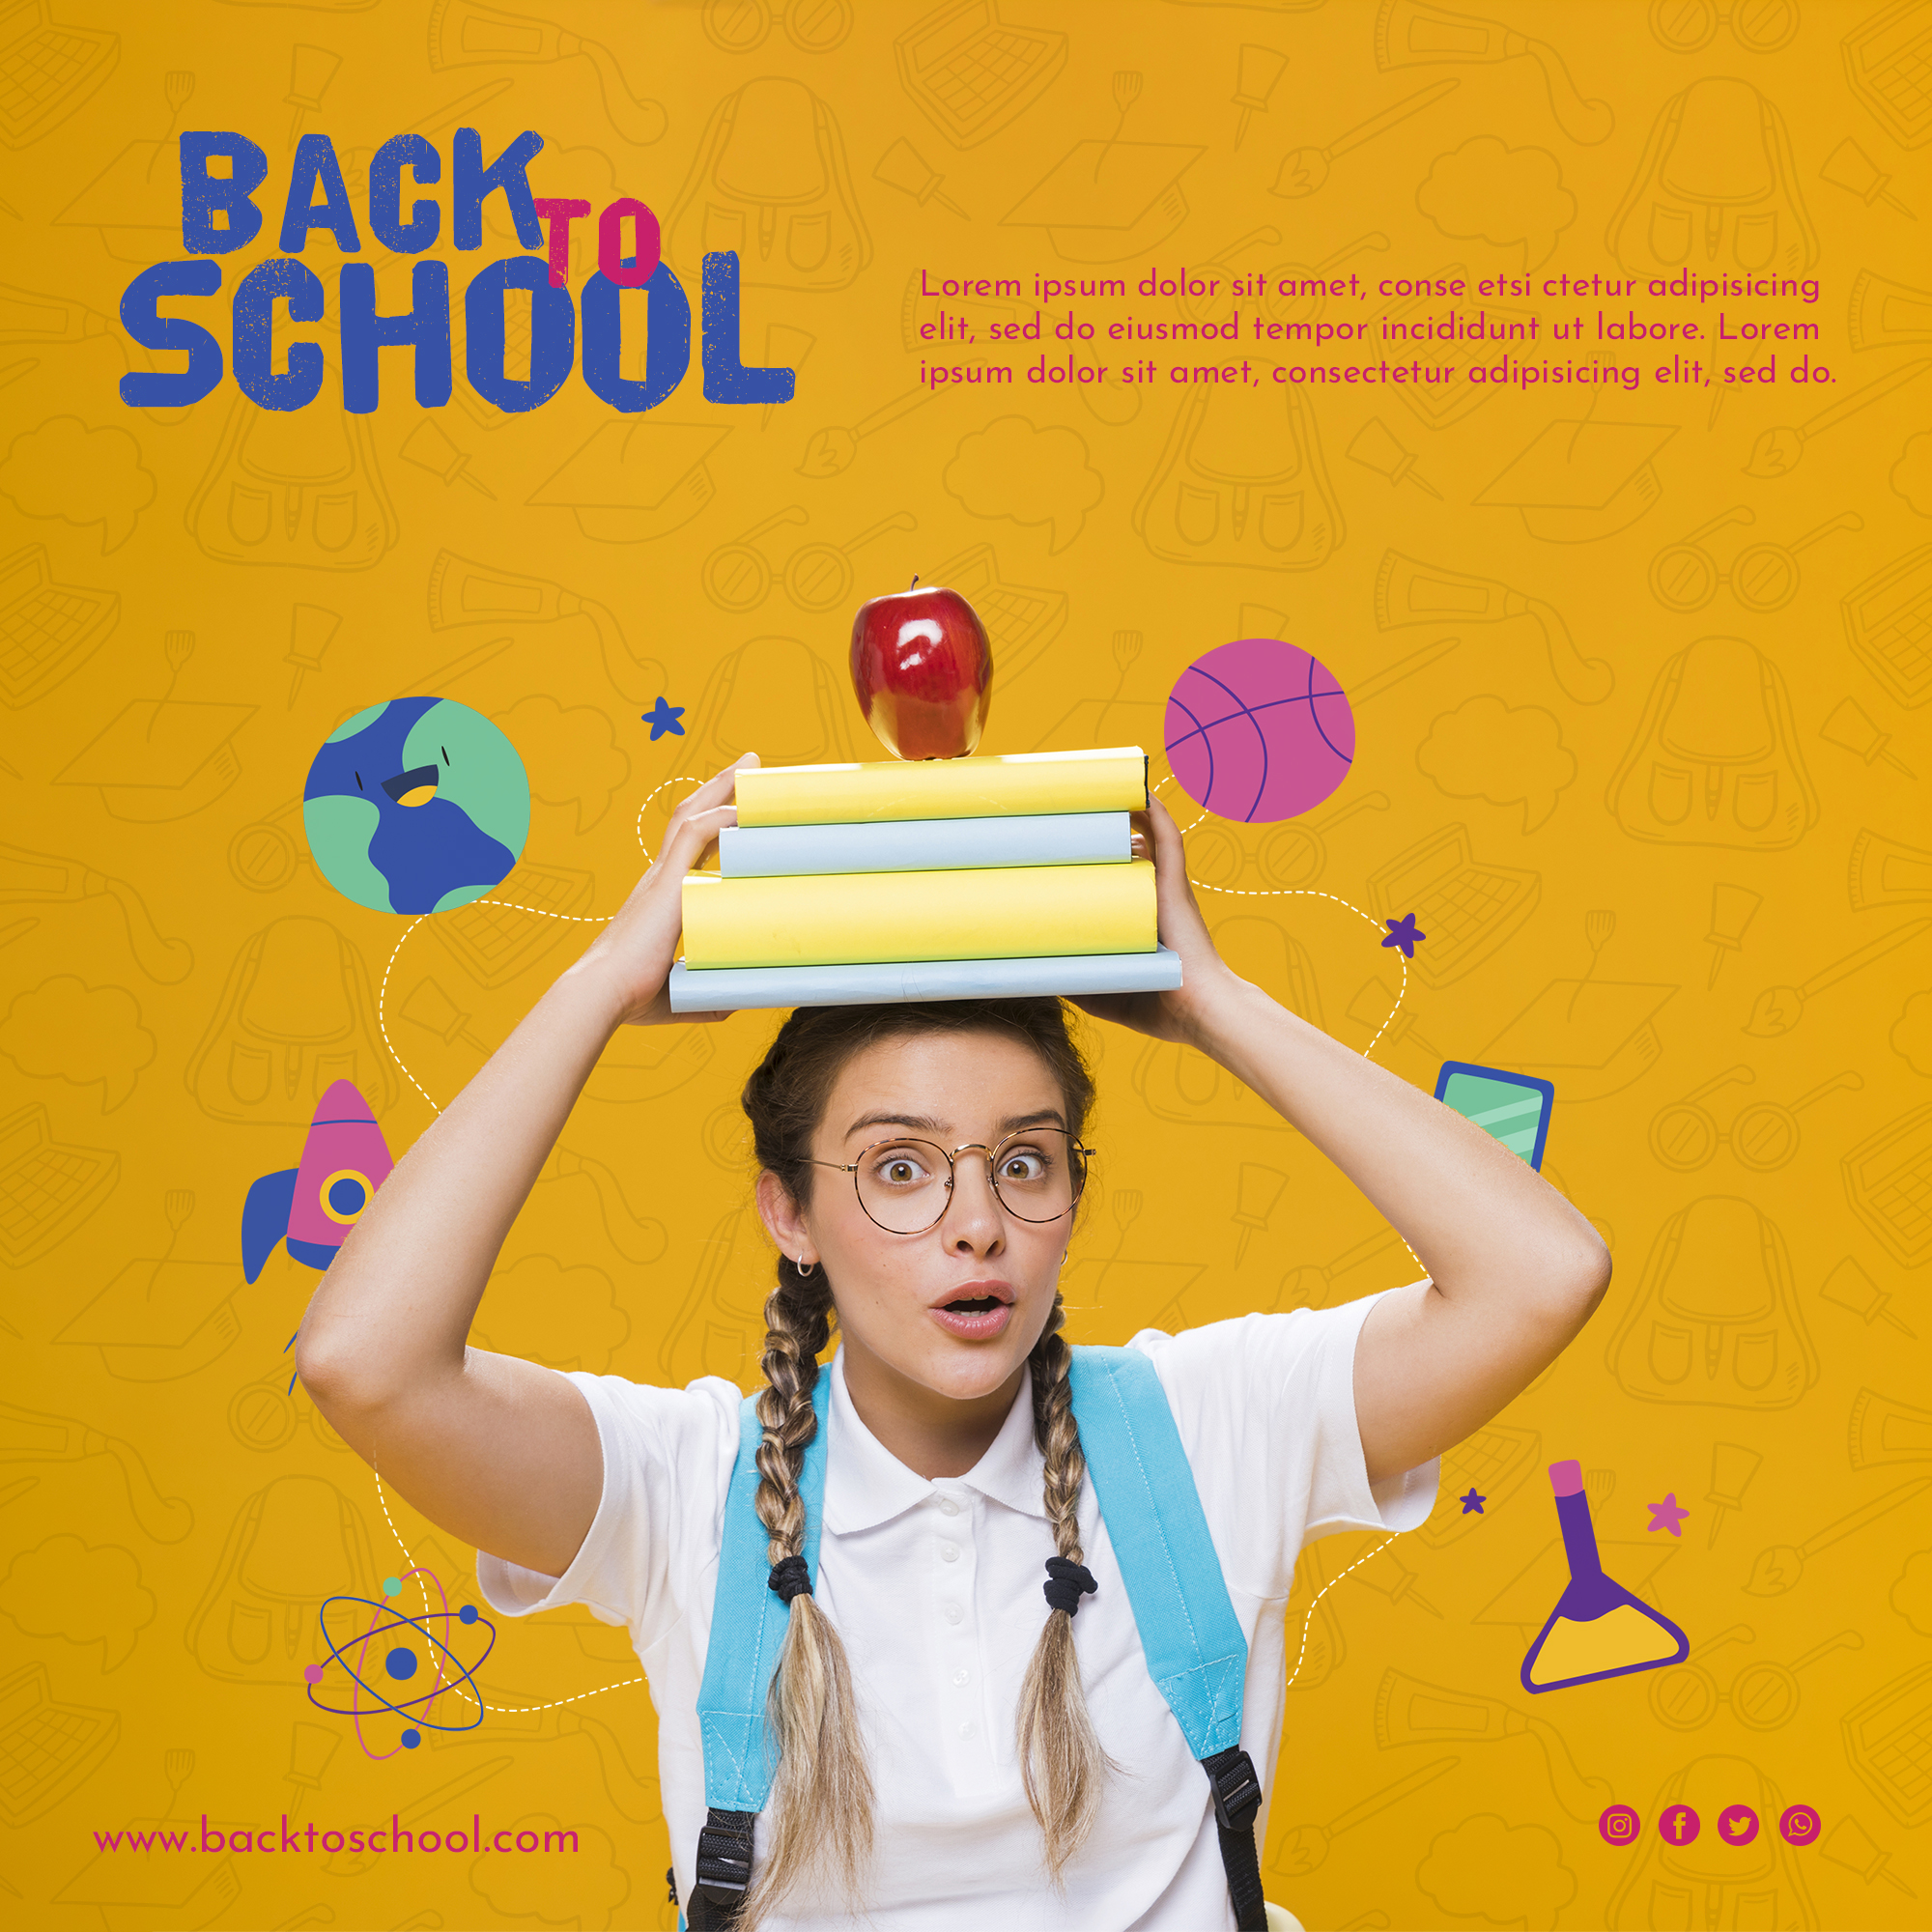 BACK
TO
SCHOOL
Lorem ipsum dolor sit amet, conse etsi ctetur adipisicing
elit, sed do eiusmod tempor incididunt ut labore. Lorem
ipsum dolor sit amet, consectetur adipisicing elit, sed do.
www.backtoschool.com